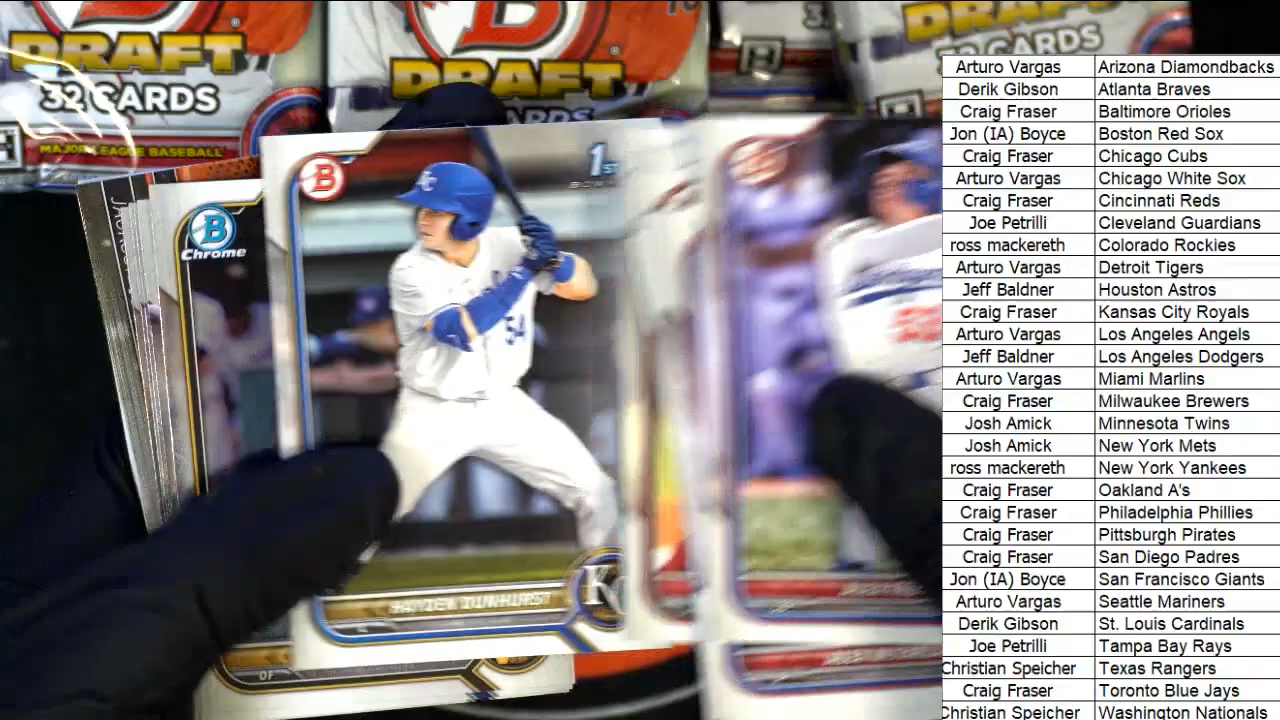 DRAFT
32 CARDS
MAJOR LEAGUE BASEBALL
B
DRAFT
CARDS
DRAFT
32 CARDS
B
Chrome
B
1st
KC
54
HAYDEN DUNHURST
KC
OF
Arturo Vargas Arizona Diamondbacks
Derik Gibson Atlanta Braves
Craig Fraser Baltimore Orioles
Jon (IA) Boyce Boston Red Sox
Craig Fraser Chicago Cubs
Arturo Vargas Chicago White Sox
Craig Fraser Cincinnati Reds
Joe Petrilli Cleveland Guardians
ross mackereth Colorado Rockies
Arturo Vargas Detroit Tigers
Jeff Baldner Houston Astros
Craig Fraser Kansas City Royals
Arturo Vargas Los Angeles Angels
Jeff Baldner Los Angeles Dodgers
Arturo Vargas Miami Marlins
Craig Fraser Milwaukee Brewers
Josh Amick Minnesota Twins
Josh Amick New York Mets
ross mackereth New York Yankees
Craig Fraser Oakland A's
Craig Fraser Philadelphia Phillies
Craig Fraser Pittsburgh Pirates
Craig Fraser San Diego Padres
Jon (IA) Boyce San Francisco Giants
Arturo Vargas Seattle Mariners
Derik Gibson St. Louis Cardinals
Joe Petrilli Tampa Bay Rays
Christian Speicher Texas Rangers
Craig Fraser Toronto Blue Jays
Christian Speicher Washington Nationals